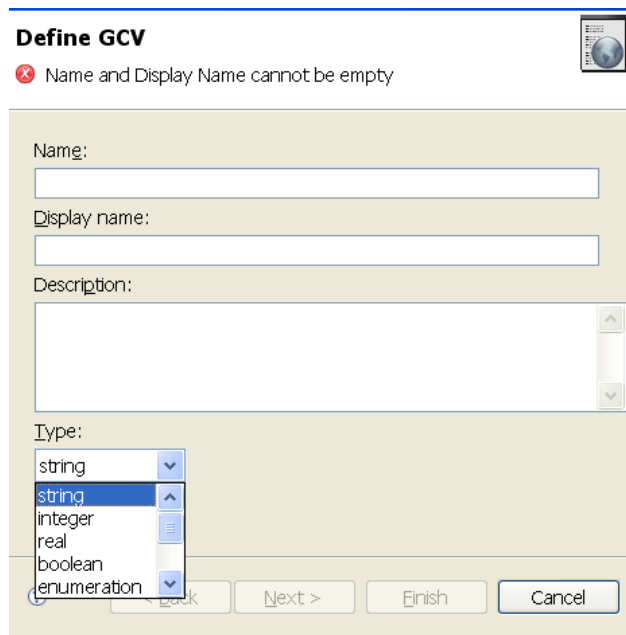 Define GCV
Name and Display Name cannot be empty
Name:
Display name:
Description:
Type:
string
string
integer
real
boolean
enumeration
< Back Next > Finish Cancel